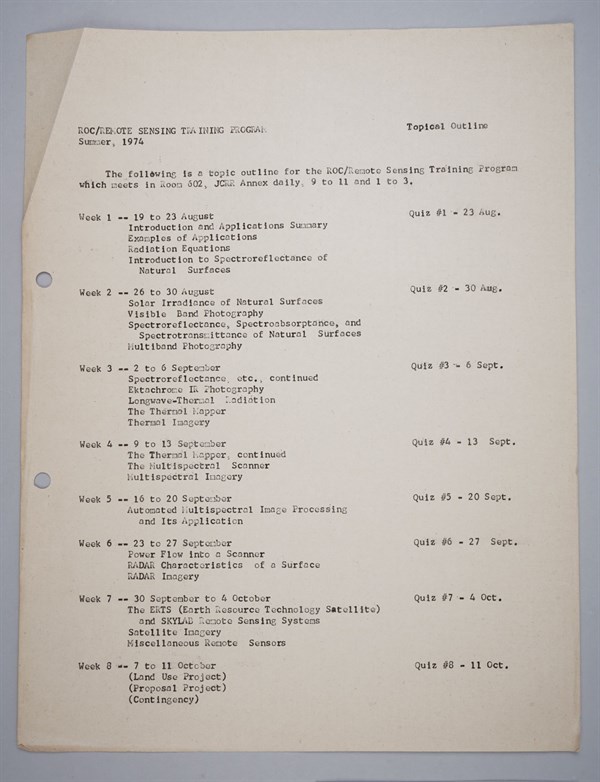 ROC/REMOTE SENSING TRAINING PROGRAM
Topical Outline
Summer, 1974
The following is a topic outline for the ROC/Remote Sensing Training Program
which meets in Room 602, JCRR Annex daily, 9 to 11 and 1 to 3.
Week 1 -- 19 to 23 August
Quiz #1 - 23 Aug.
Introduction and Applications Summary
Examples of Applications
Radiation Equations
Introduction to Spectroreflectance of
Natural Surfaces
Week 2 -- 26 to 30 August
Quiz #2 - 30 Aug.
Solar Irradiance of Natural Surfaces
Visible Band Photography
Spectroreflectance, Spectroabsorptance, and
Spectrotransmittance of Natural Surfaces
Multiband Photography
Week 3 -- 2 to 6 September
Quiz #3 - 6 Sept.
Spectroreflectance, etc., continued
Ektachrome IR Photography
Longwave-Thermal Radiation
The Thermal Mapper
Thermal Imagery
Week 4 -- 9 to 13 September
Quiz #4 - 13 Sept.
The Thermal Mapper, continued
The Multispectral Scanner
Multispectral Imagery
Week 5 -- 16 to 20 September
Quiz #5 - 20 Sept.
Automated Multispectral Image Processing
and Its Application
Week 6 -- 23 to 27 September
Quiz #6 - 27 Sept.
Power Flow into a Scanner
RADAR Characteristics of a Surface
RADAR Imagery
Week 7 -- 30 September to 4 October
Quiz #7 - 4 Oct.
The ERTS (Earth Resource Technology Satellite)
and SKYLAB Remote Sensing Systems
Satellite Imagery
Miscellaneous Remote Sensors
Week 8 -- 7 to 11 October
Quiz #8 - 11 Oct.
(Land Use Project)
(Proposal Project)
(Contingency)